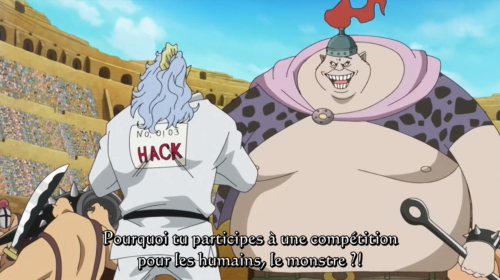 No. 0103
HACK
Pourquoi tu participes à une compétition
pour les humains, le monstre ?!